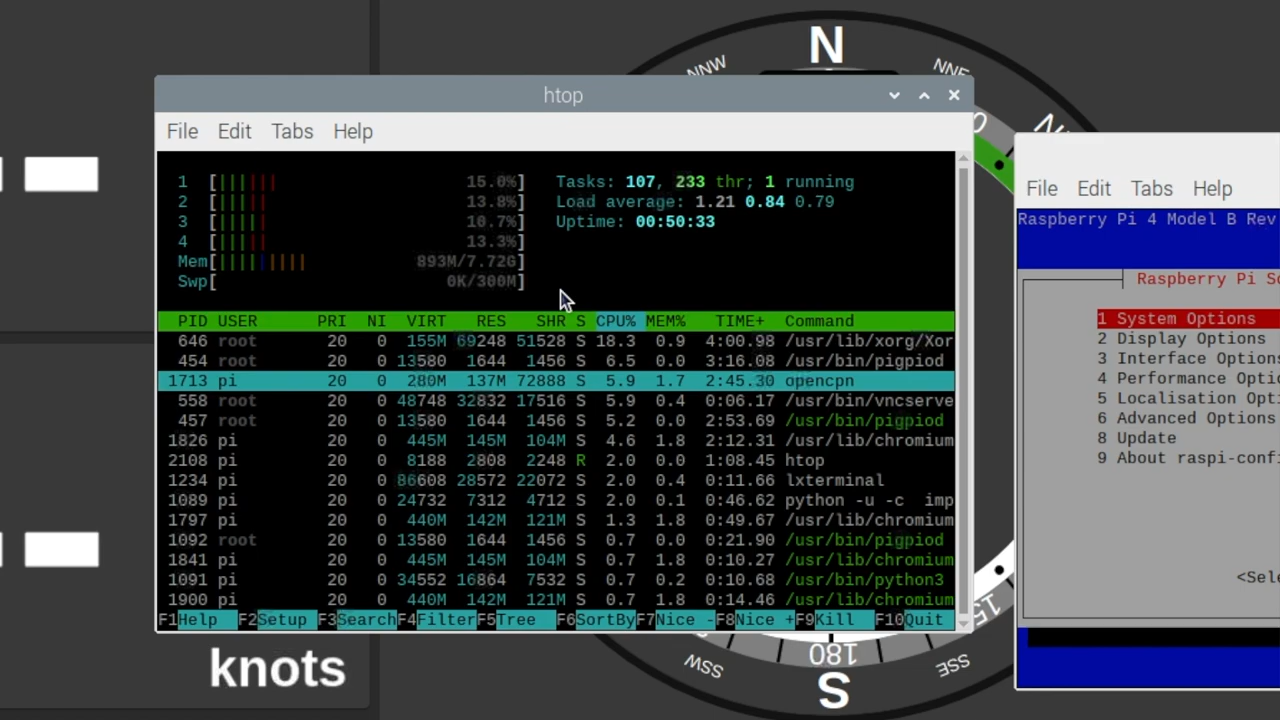 N
NNW
NNE
htop
File Edit Tabs Help
1 [|||||| 15.0%] Tasks: 107, 233 thr; 1 running
2 [||||| 13.8%] Load average: 1.21 0.84 0.79
3 [||||| 10.7%] Uptime: 00:50:33
4 [||||| 13.3%]
Mem[||||||||| 893M/7.72G]
Swp[ 0K/300M]
PID USER PRI NI VIRT RES SHR S CPU% MEM% TIME+ Command
646 root 20 0 155M 69248 51528 S 18.3 0.9 4:00.98 /usr/lib/xorg/Xor
454 root 20 0 13580 1644 1456 S 6.5 0.0 3:16.08 /usr/bin/pigpiod
1713 pi 20 0 280M 137M 72888 S 5.9 1.7 2:45.30 opencpn
558 root 20 0 48748 32832 17516 S 5.9 0.4 0:06.17 /usr/bin/vncserve
457 root 20 0 13580 1644 1456 S 5.2 0.0 2:53.69 /usr/bin/pigpiod
1826 pi 20 0 445M 145M 104M S 4.6 1.8 2:12.31 /usr/lib/chromium
2108 pi 20 0 8188 2808 2248 R 2.0 0.0 1:08.45 htop
1234 pi 20 0 86608 28572 22072 S 2.0 0.4 0:11.66 lxterminal
1089 pi 20 0 24732 7312 4712 S 2.0 0.1 0:46.62 python -u -c imp
1797 pi 20 0 440M 142M 121M S 1.3 1.8 0:49.67 /usr/lib/chromium
1092 root 20 0 13580 1644 1456 S 0.7 0.0 0:21.90 /usr/bin/pigpiod
1841 pi 20 0 445M 145M 104M S 0.7 1.8 0:10.27 /usr/lib/chromium
1091 pi 20 0 34552 16864 7532 S 0.7 0.2 0:10.68 /usr/bin/python3
1900 pi 20 0 440M 142M 121M S 0.7 1.8 0:14.46 /usr/lib/chromium
F1Help F2Setup F3SearchF4FilterF5Tree F6SortByF7Nice -F8Nice +F9Kill F10Quit
File Edit Tabs Help
Raspberry Pi 4 Model B Rev
Raspberry Pi So
1 System Options
2 Display Options
3 Interface Options
4 Performance Optio
5 Localisation Opti
6 Advanced Options
8 Update
9 About raspi-confi
<Sele
knots
180
SSW
SSE
S